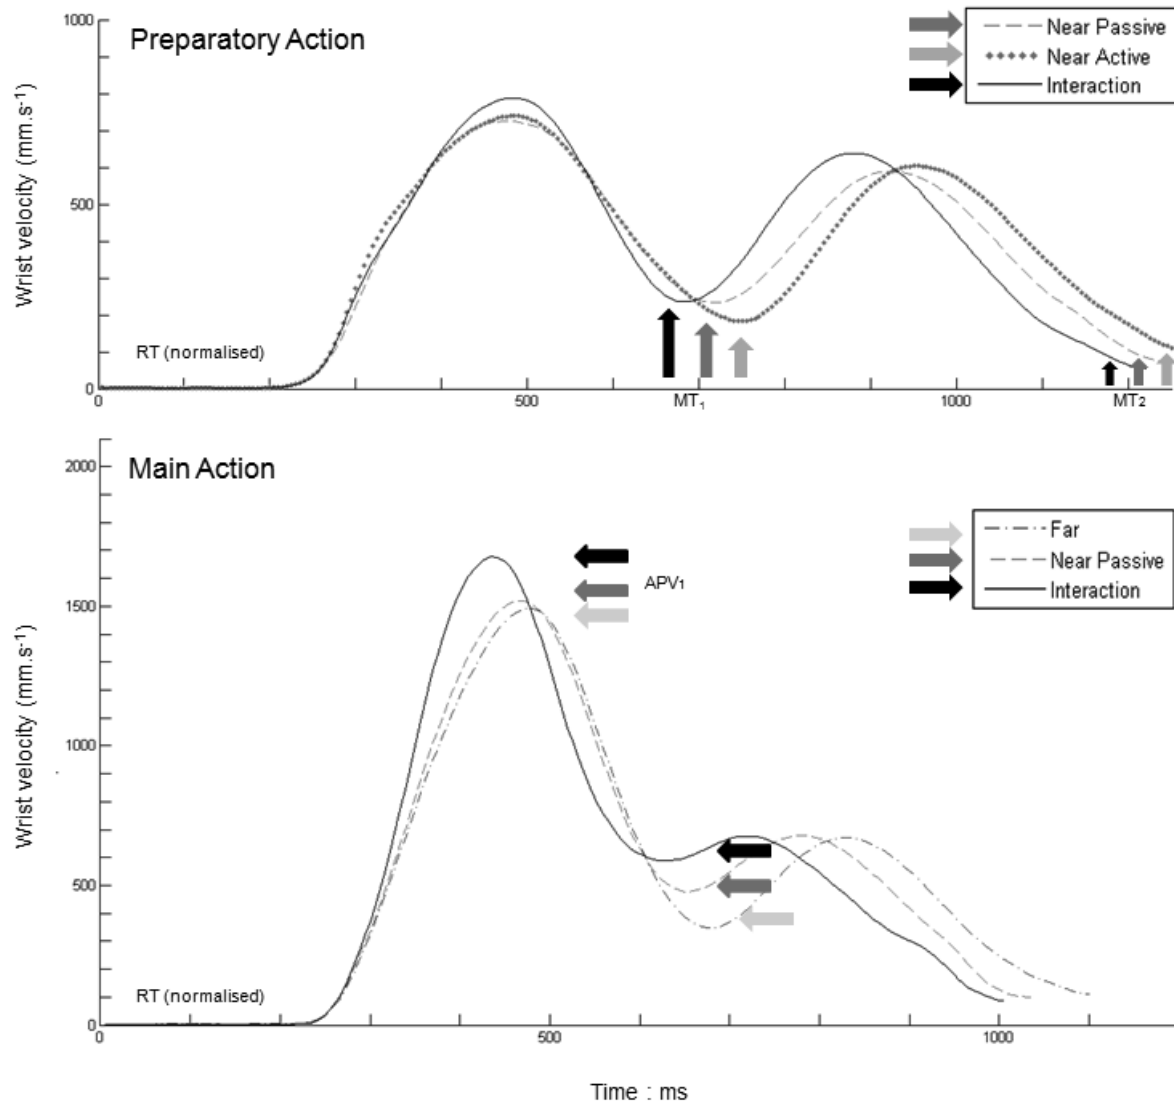 1000
Preparatory Action
Near Passive
Near Active
Interaction
Wrist velocity (mm.s-1)
500
RT (normalised)
0
0
500
MT1
1000
MT2
2000
Main Action
Far
Near Passive
Interaction
APV1
1500
Wrist velocity (mm.s-1)
1000
500
RT (normalised)
0
0
500
1000
Time : ms